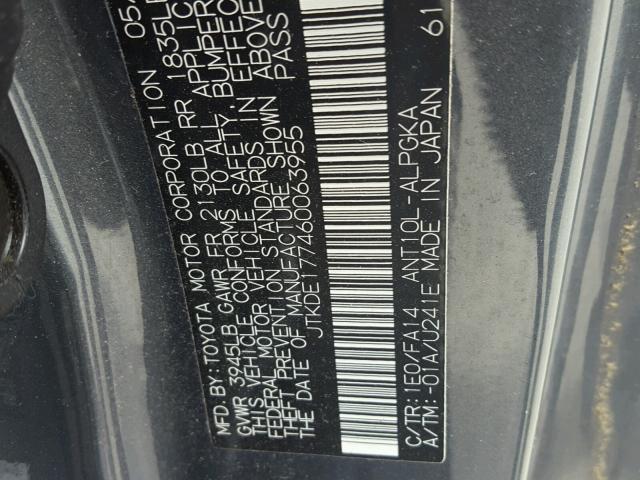 MFD. BY: TOYOTA MOTOR CORPORATION 05/
GVWR 3945LB GAWR FR 2130LB RR 1835LB
THIS VEHICLE CONFORMS TO ALL APPLIC
FEDERAL MOTOR VEHICLE SAFETY, BUMPER
THEFT PREVENTION STANDARDS IN EFFE
THE DATE OF MANUFACTURE SHOWN ABOVE
JTKDE177460063955 PASS
C/TR: 1E0/FA14 ANT10L-ALPGKA
A/TM: -01A/U241E MADE IN JAPAN 61